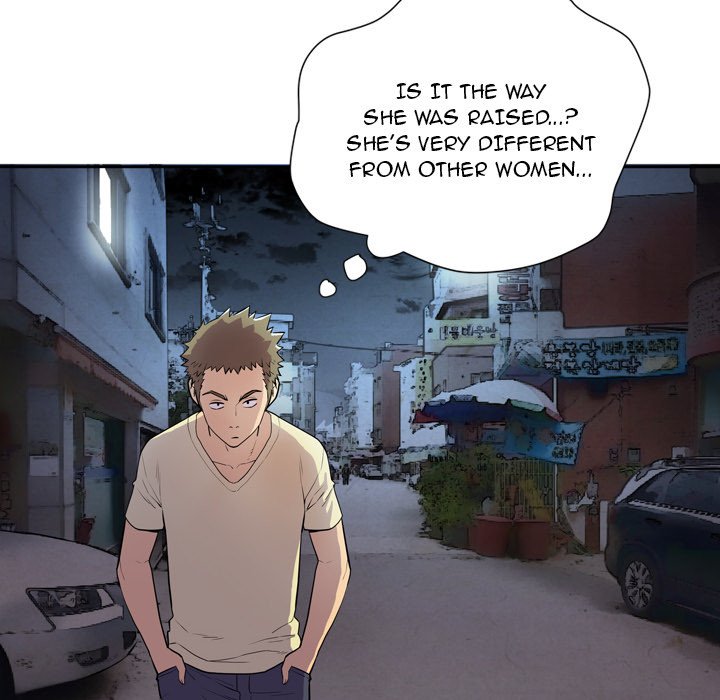 IS IT THE WAY
SHE WAS RAISED...?
SHE'S VERY DIFFERENT
FROM OTHER WOMEN...